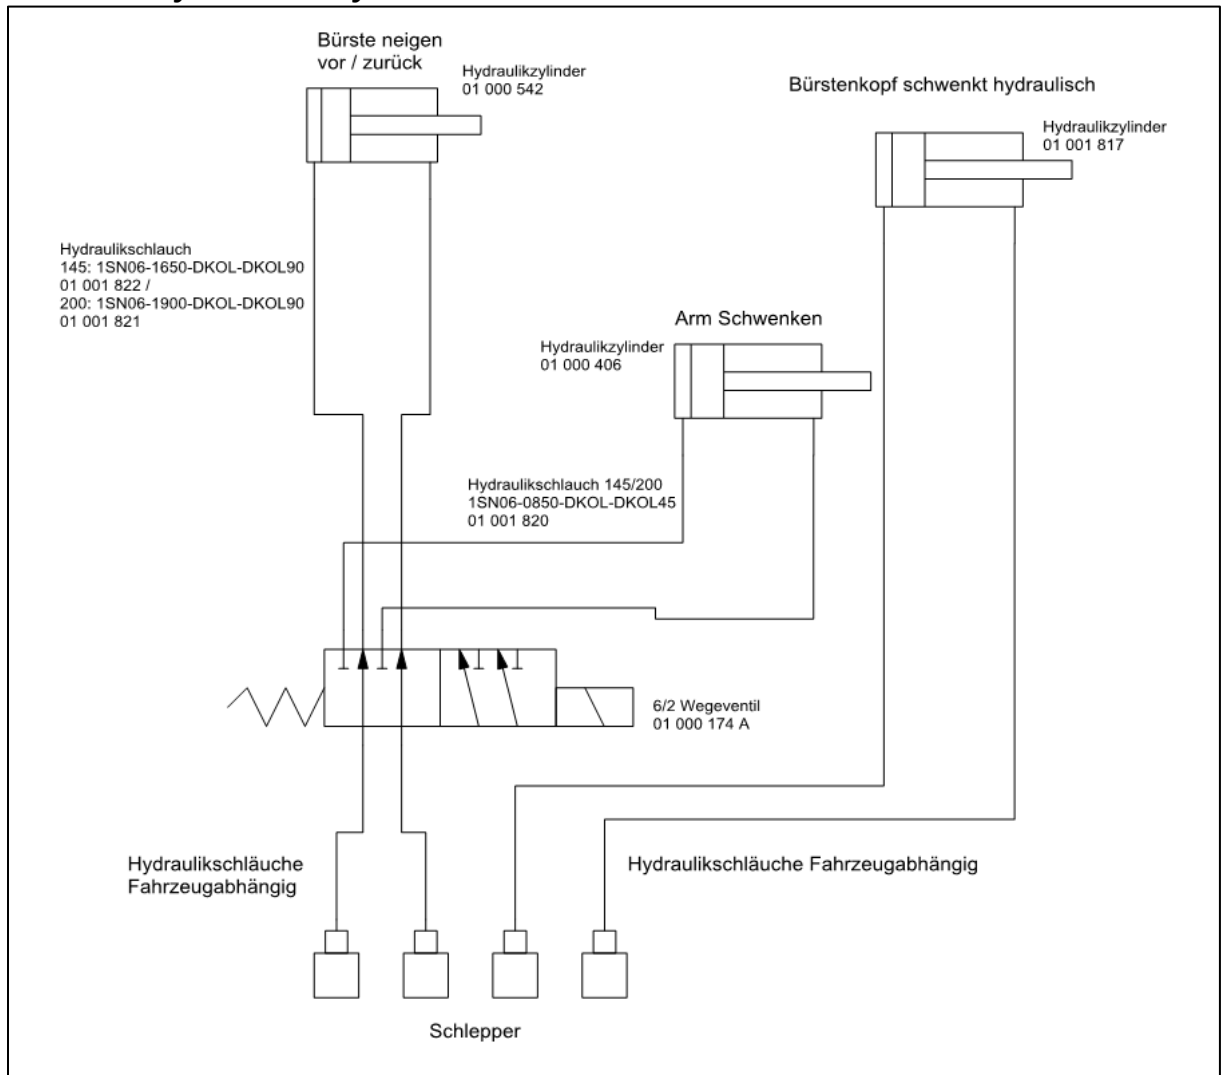 Bürste neigen
vor / zurück
Hydraulikzylinder
01 000 542
Bürstenkopf schwenkt hydraulisch
Hydraulikzylinder
01 001 817
Hydraulikschlauch
145: 1SN06-1650-DKOL-DKOL90
01 001 822 /
200: 1SN06-1900-DKOL-DKOL90
01 001 821
Arm Schwenken
Hydraulikzylinder
01 000 406
Hydraulikschlauch 145/200
1SN06-0850-DKOL-DKOL45
01 001 820
6/2 Wegeventil
01 000 174 A
Hydraulikschläuche
Fahrzeugabhängig
Hydraulikschläuche Fahrzeugabhängig
Schlepper